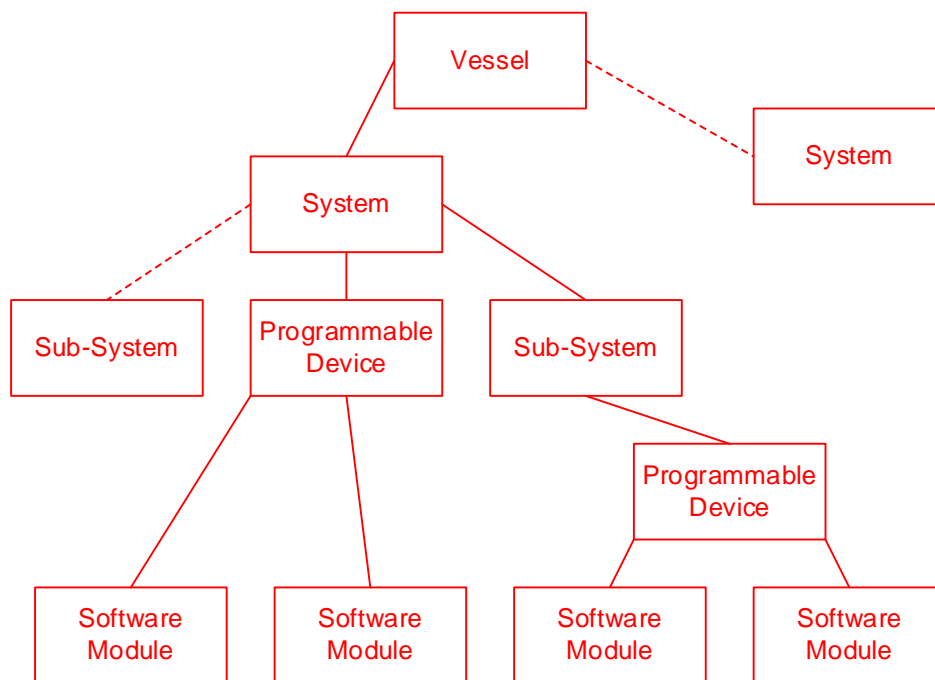 Vessel
System
System
Sub-System
Programmable
Device
Sub-System
Programmable
Device
Software
Module
Software
Module
Software
Module
Software
Module